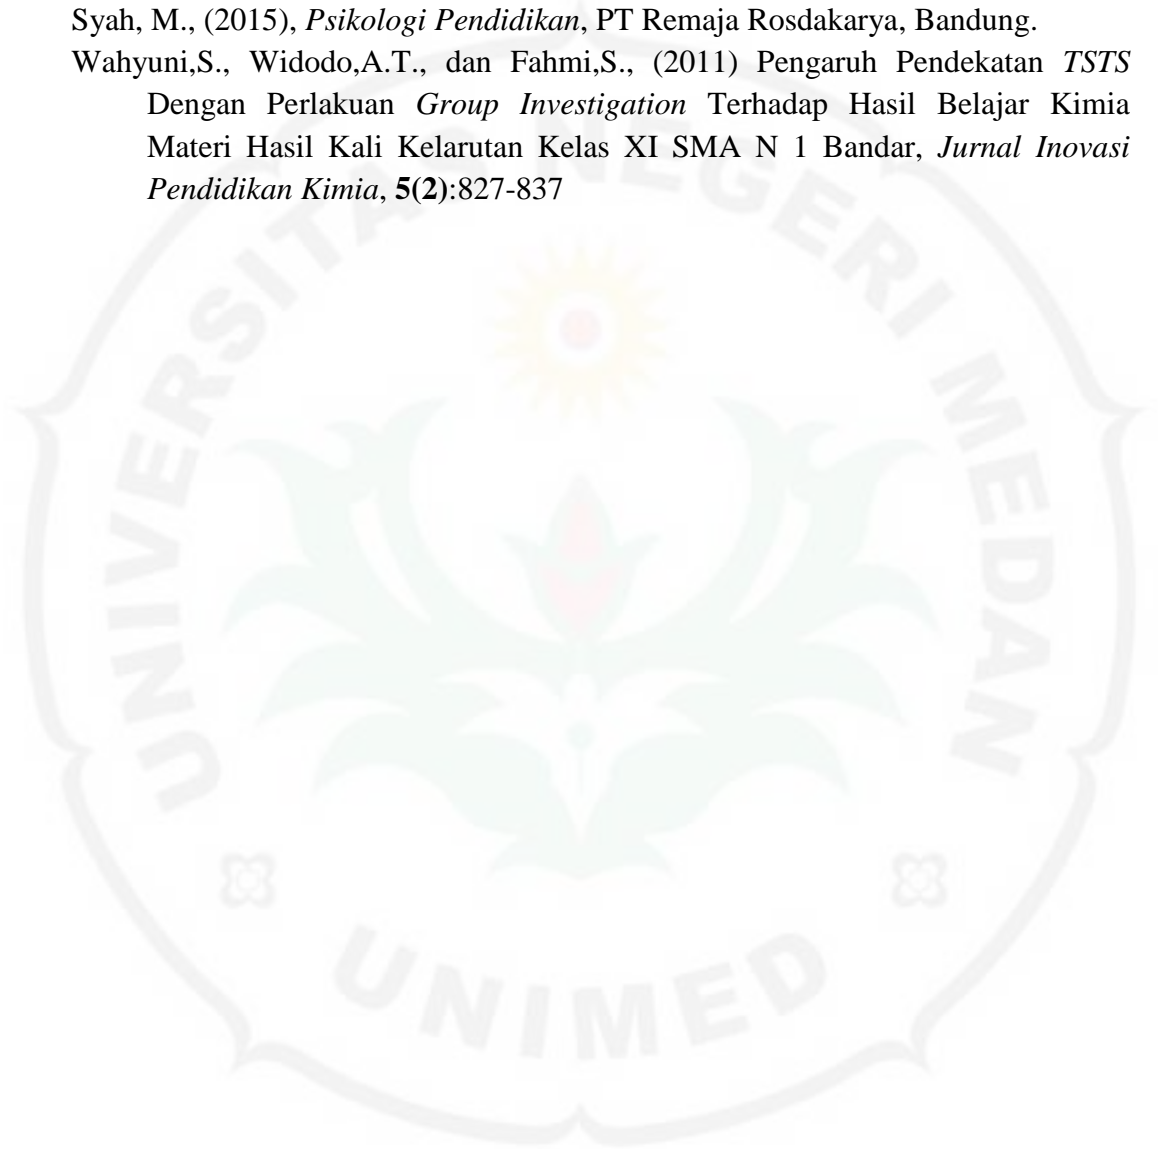 Syah, M., (2015), Psikologi Pendidikan, PT Remaja Rosdakarya, Bandung.
Wahyuni,S., Widodo,A.T., dan Fahmi,S., (2011) Pengaruh Pendekatan TSTS
Dengan Perlakuan Group Investigation Terhadap Hasil Belajar Kimia
Materi Hasil Kali Kelarutan Kelas XI SMA N 1 Bandar, Jurnal Inovasi
Pendidikan Kimia, 5(2):827-837
UNIVERSITAS NEGERI MEDAN
UNIMED